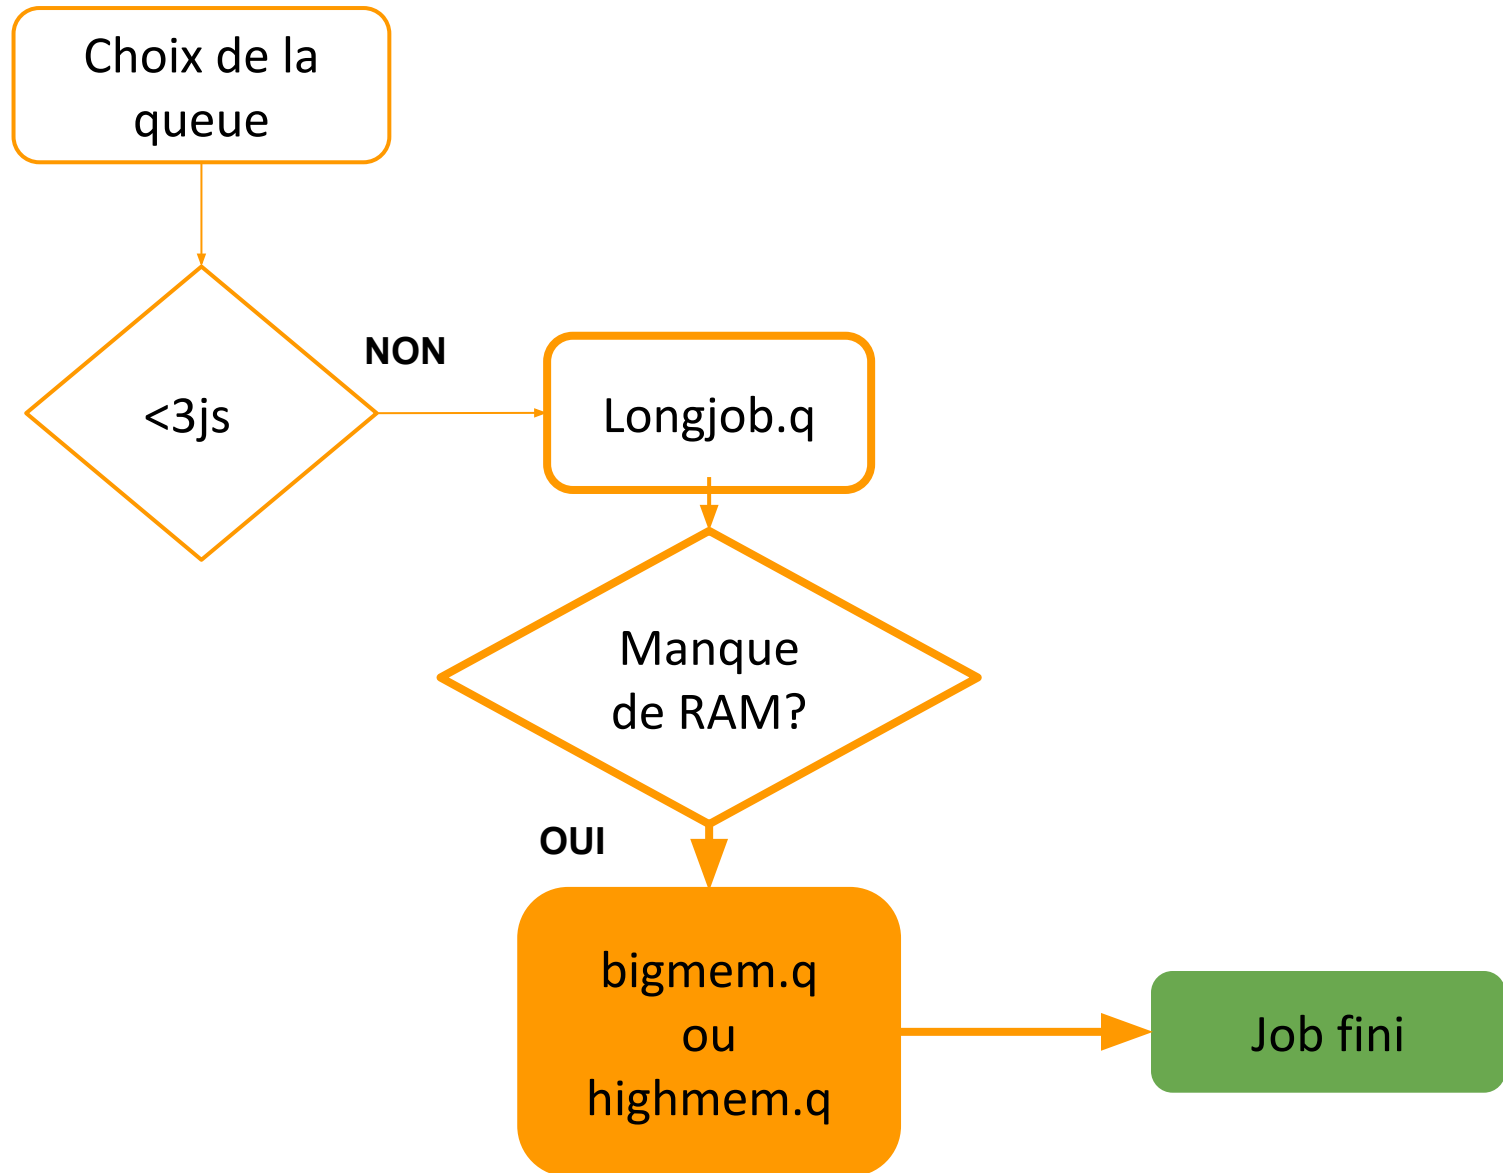 Choix de la
queue
<3js
NON
Longjob.q
Manque
de RAM?
OUI
bigmem.q
ou
highmem.q
Job fini